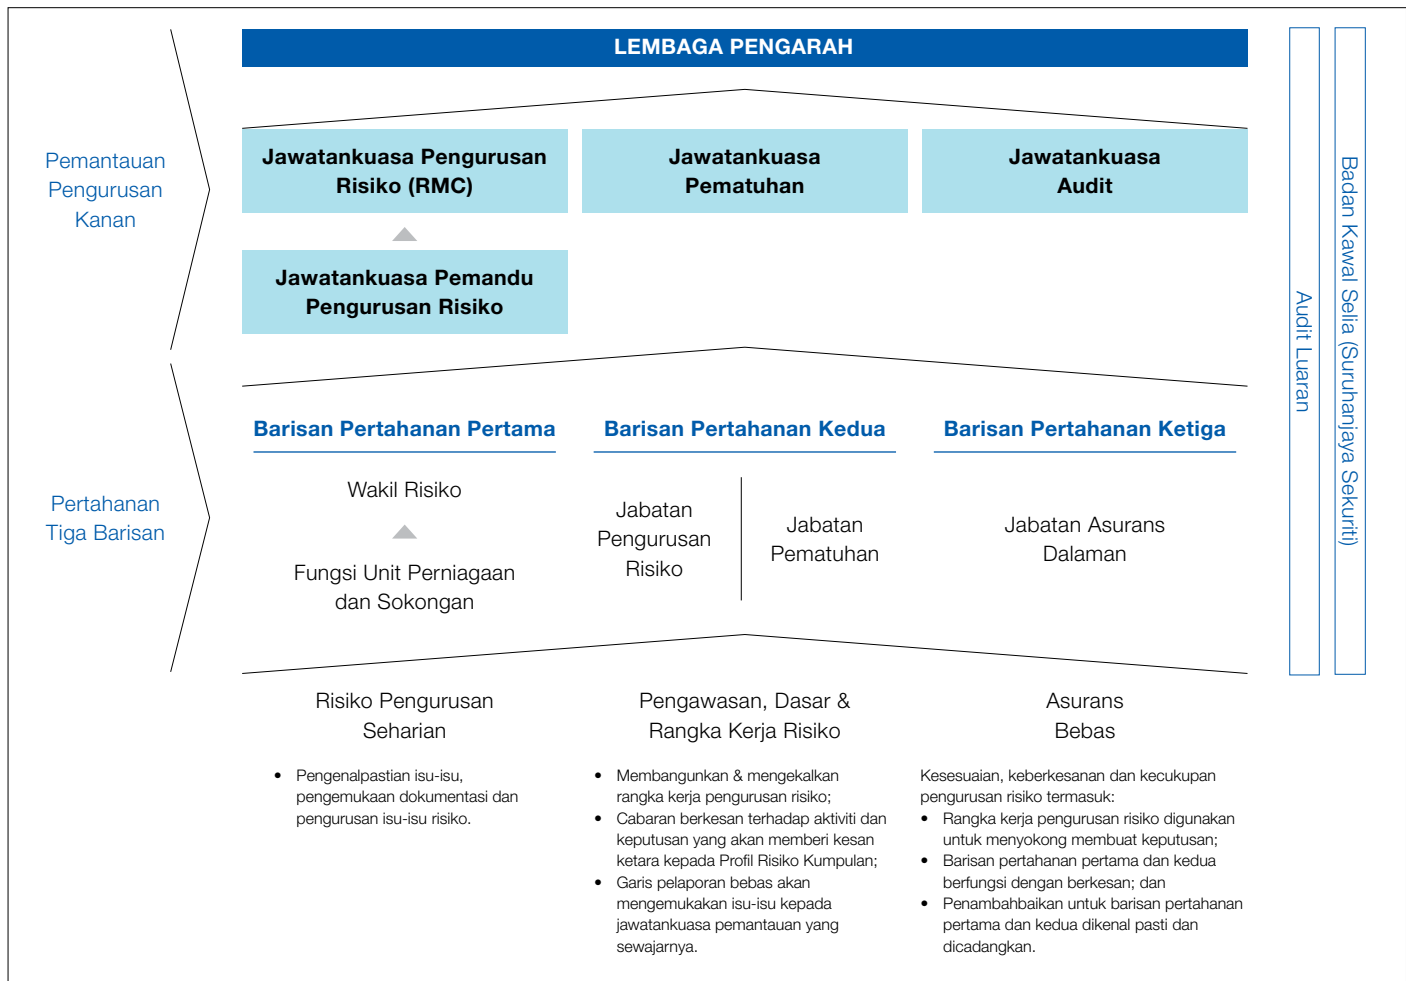 LEMBAGA PENGARAH
Pemantauan
Pengurusan
Kanan
Jawatankuasa Pengurusan
Risiko (RMC)
Jawatankuasa
Pematuhan
Jawatankuasa
Audit
Jawatankuasa Pemandu
Pengurusan Risiko
Pertahanan
Tiga Barisan
Barisan Pertahanan Pertama
Wakil Risiko
Fungsi Unit Perniagaan
dan Sokongan
Barisan Pertahanan Kedua
Jabatan
Pengurusan
Risiko
Jabatan
Pematuhan
Barisan Pertahanan Ketiga
Jabatan Asurans
Dalaman
Risiko Pengurusan
Seharian
• Pengenalpastian isu-isu,
pengemukaan dokumentasi dan
pengurusan isu-isu risiko.
Pengawasan, Dasar &
Rangka Kerja Risiko
• Membangunkan & mengekalkan
rangka kerja pengurusan risiko;
• Cabaran berkesan terhadap aktiviti dan
keputusan yang akan memberi kesan
ketara kepada Profil Risiko Kumpulan;
• Garis pelaporan bebas akan
mengemukakan isu-isu kepada
jawatankuasa pemantauan yang
sewajarnya.
Asurans
Bebas
Kesesuaian, keberkesanan dan kecukupan
pengurusan risiko termasuk:
• Rangka kerja pengurusan risiko digunakan
untuk menyokong membuat keputusan;
• Barisan pertahanan pertama dan kedua
berfungsi dengan berkesan; dan
• Penambahbaikan untuk barisan pertahanan
pertama dan kedua dikenal pasti dan
dicadangkan.
Audit Luaran
Badan Kawal Selia (Suruhanjaya Sekuriti)